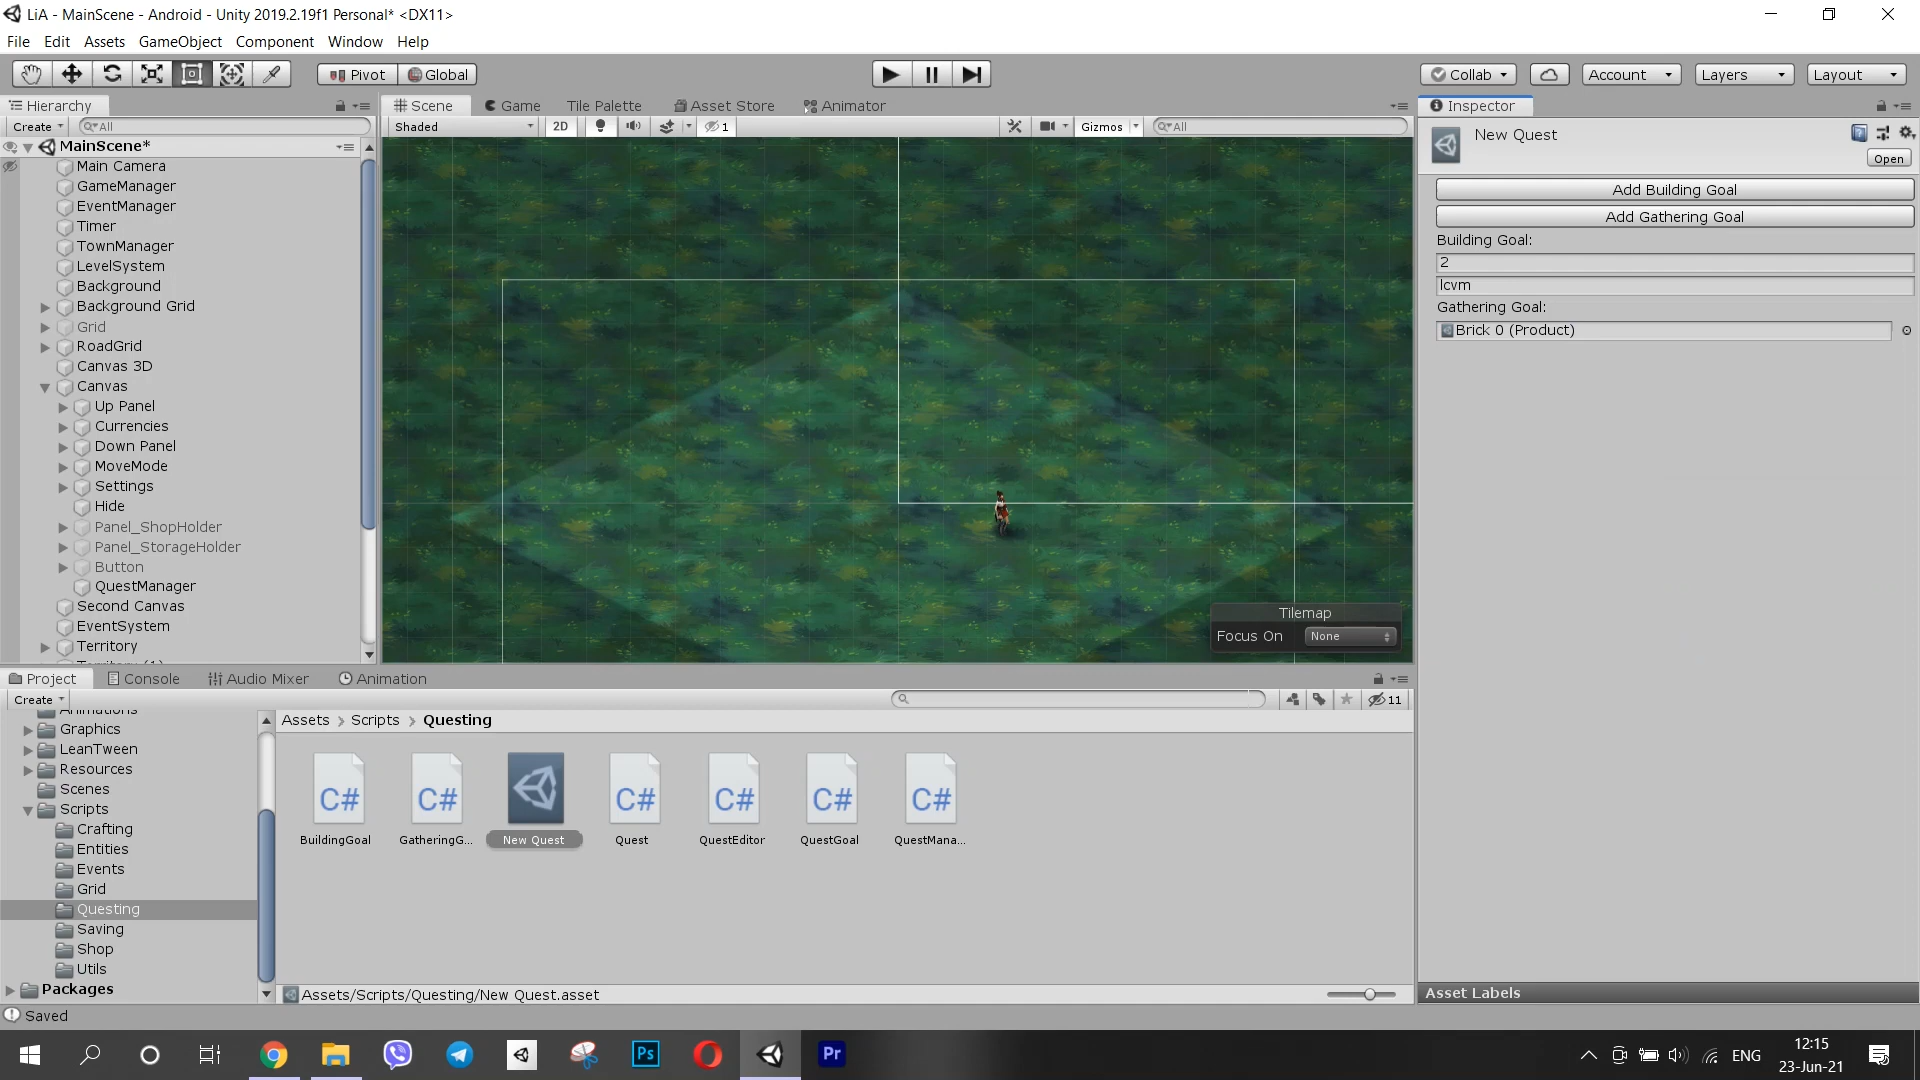 LiA - MainScene - Android - Unity 2019.2.19f1 Personal* <DX11>
File Edit Assets GameObject Component Window Help
Pivot Global Collab Account Layers Layout
Hierarchy
Create All
MainScene*
Main Camera
GameManager
EventManager
Timer
TownManager
LevelSystem
Background
Background Grid
Grid
RoadGrid
Canvas 3D
Canvas
Up Panel
Currencies
Down Panel
MoveMode
Settings
Hide
Panel_ShopHolder
Panel_StorageHolder
Button
QuestManager
Second Canvas
EventSystem
Territory
Scene Game Tile Palette Asset Store Animator
Shaded 2D 1 Gizmos All
Tilemap
Focus On None
Inspector
New Quest
Open
Add Building Goal
Add Gathering Goal
Building Goal:
2
lcvm
Gathering Goal:
Brick 0 (Product)
Asset Labels
Project Console Audio Mixer Animation
Create 11
Animations
Graphics
LeanTween
Resources
Scenes
Scripts
Crafting
Entities
Events
Grid
Questing
Saving
Shop
Utils
Packages
Assets > Scripts > Questing
C# C# C# C# C# C#
BuildingGoal GatheringG... New Quest Quest QuestEditor QuestGoal QuestMana...
Assets/Scripts/Questing/New Quest.asset
Saved
Ps Pr ENG
12:15
23-Jun-21